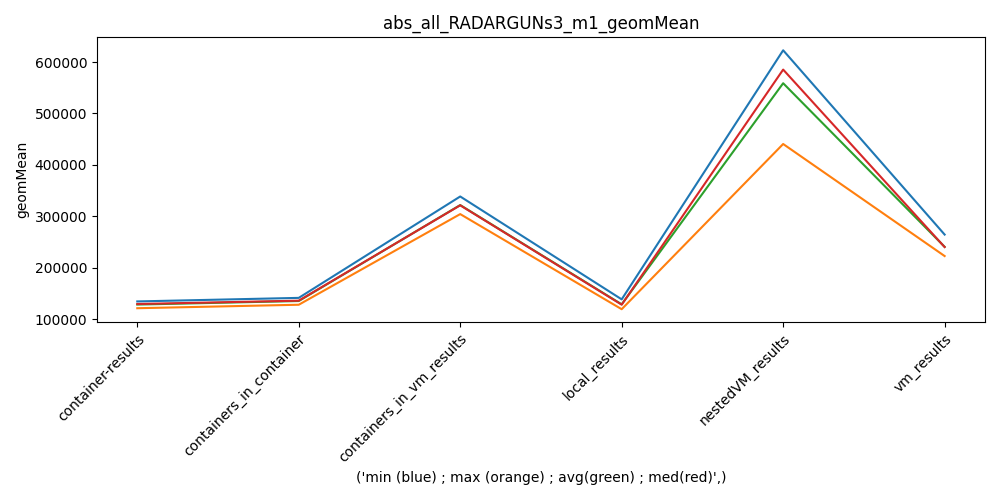 abs_all_RADARGUNs3_m1_geomMean
geomMean
600000
500000
400000
300000
200000
100000
container-results
containers_in_container
containers_in_vm_results
local_results
nestedVM_results
vm_results
('min (blue) ; max (orange) ; avg(green) ; med(red)',)